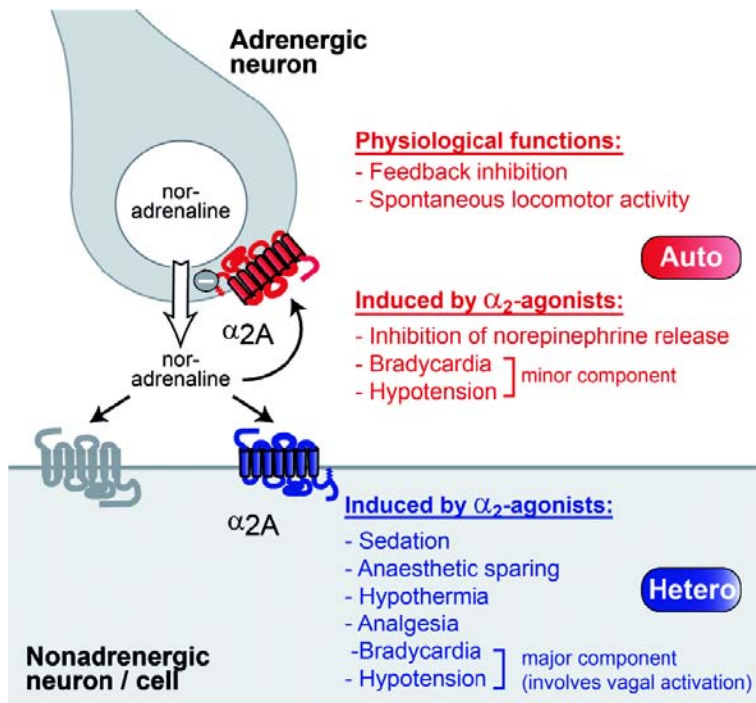 Adrenergic
neuron
nor-
adrenaline
α2A
nor-
adrenaline
Physiological functions:
- Feedback inhibition
- Spontaneous locomotor activity
Auto
Induced by α₂-agonists:
- Inhibition of norepinephrine release
- Bradycardia
- Hypotension
minor component
α2A
Induced by α₂-agonists:
- Sedation
- Anaesthetic sparing
- Hypothermia
- Analgesia
-Bradycardia
- Hypotension
major component
(involves vagal activation)
Hetero
Nonadrenergic
neuron / cell